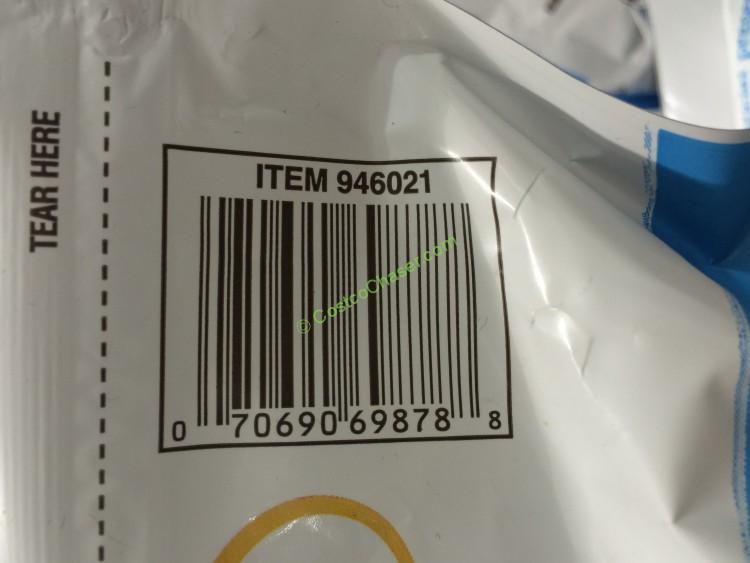 TEAR HERE
ITEM 946021
© CostcoChaser.com
0 70690 69878 8